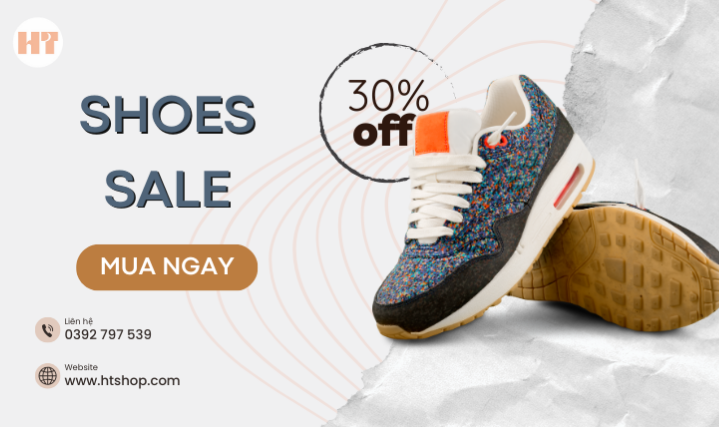 HT
30%
off
SHOES
SALE
MUA NGAY
Liên hệ
0392 797 539
Website
www.htshop.com